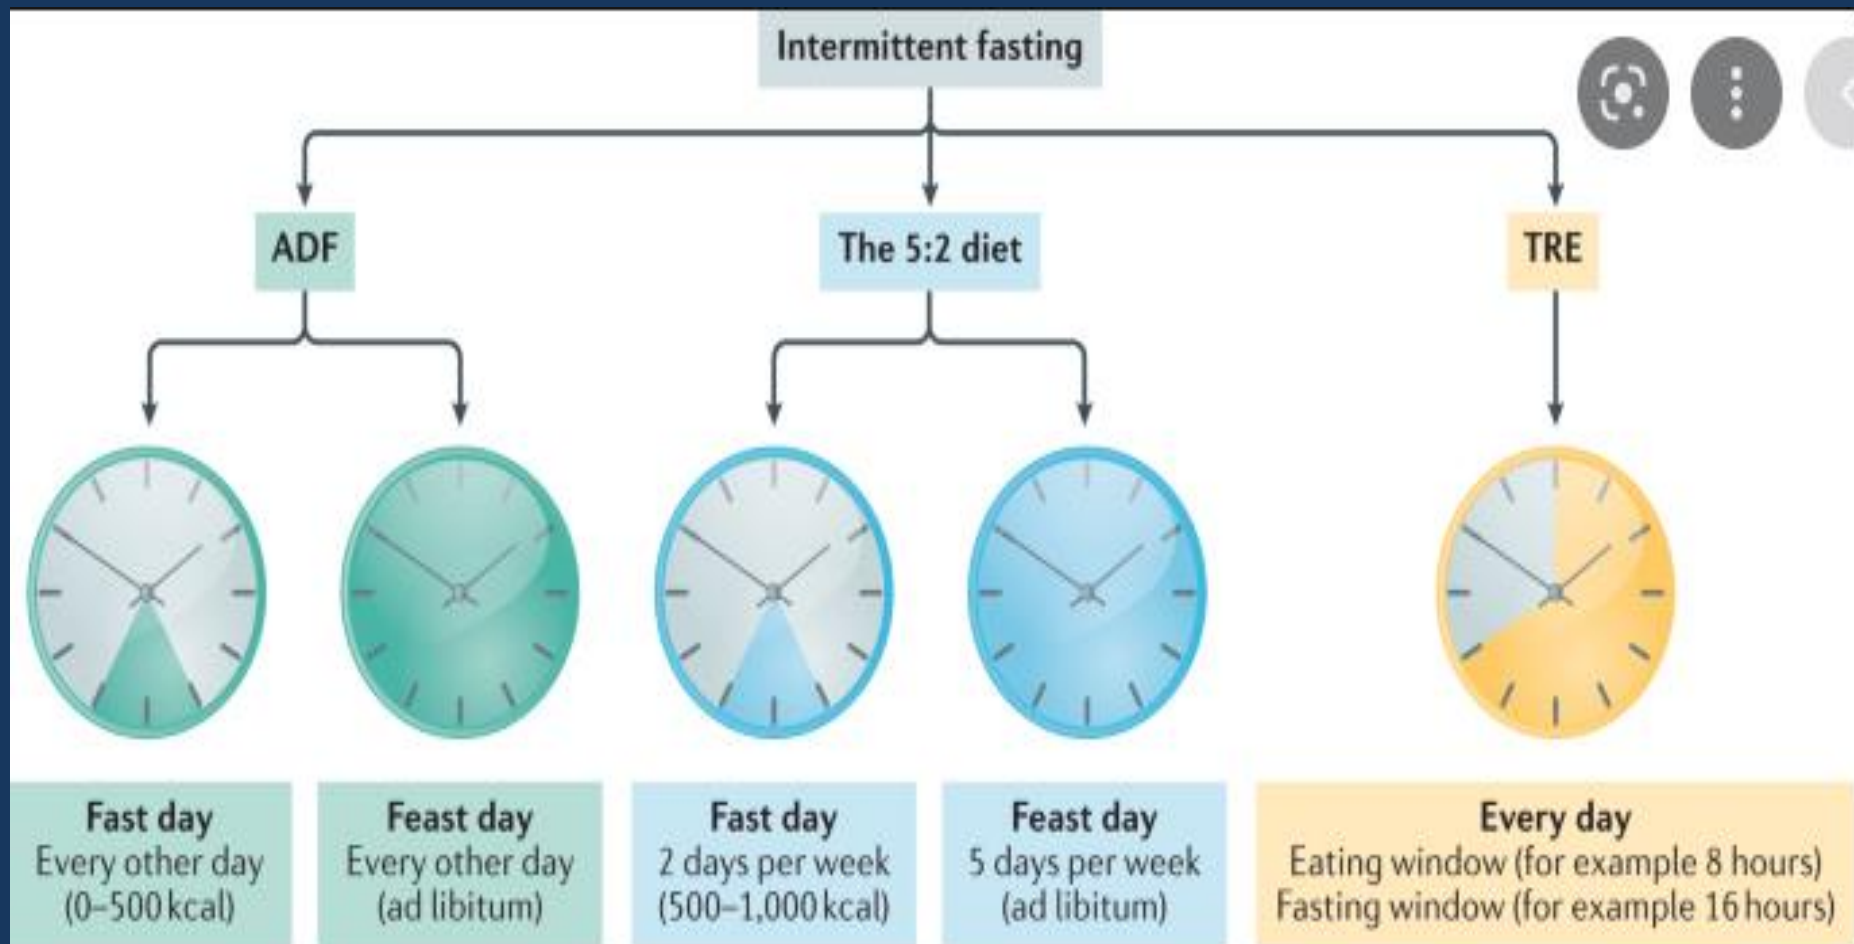 Intermittent fasting
ADF
The 5:2 diet
TRE
Fast day
Every other day
(0–500 kcal)
Feast day
Every other day
(ad libitum)
Fast day
2 days per week
(500–1,000 kcal)
Feast day
5 days per week
(ad libitum)
Every day
Eating window (for example 8 hours)
Fasting window (for example 16 hours)